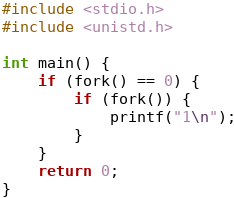 #include <stdio.h>
#include <unistd.h>

int main() {
    if (fork() == 0) {
        if (fork()) {
            printf("1\n");
        }
    }
    return 0;
}